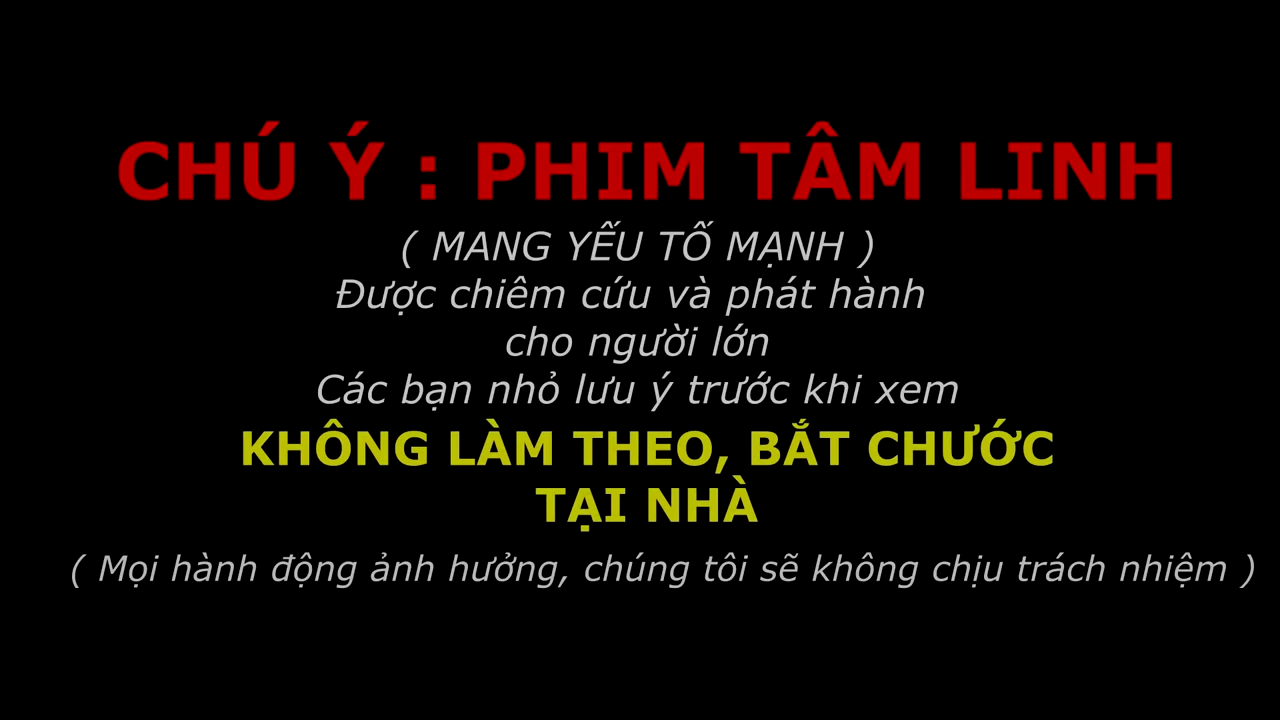 CHÚ Ý : PHIM TÂM LINH
( MANG YẾU TỐ MẠNH )
Được chiêm cứu và phát hành
cho người lớn
Các bạn nhỏ lưu ý trước khi xem
KHÔNG LÀM THEO, BẮT CHƯỚC
TẠI NHÀ
( Mọi hành động ảnh hưởng, chúng tôi sẽ không chịu trách nhiệm )